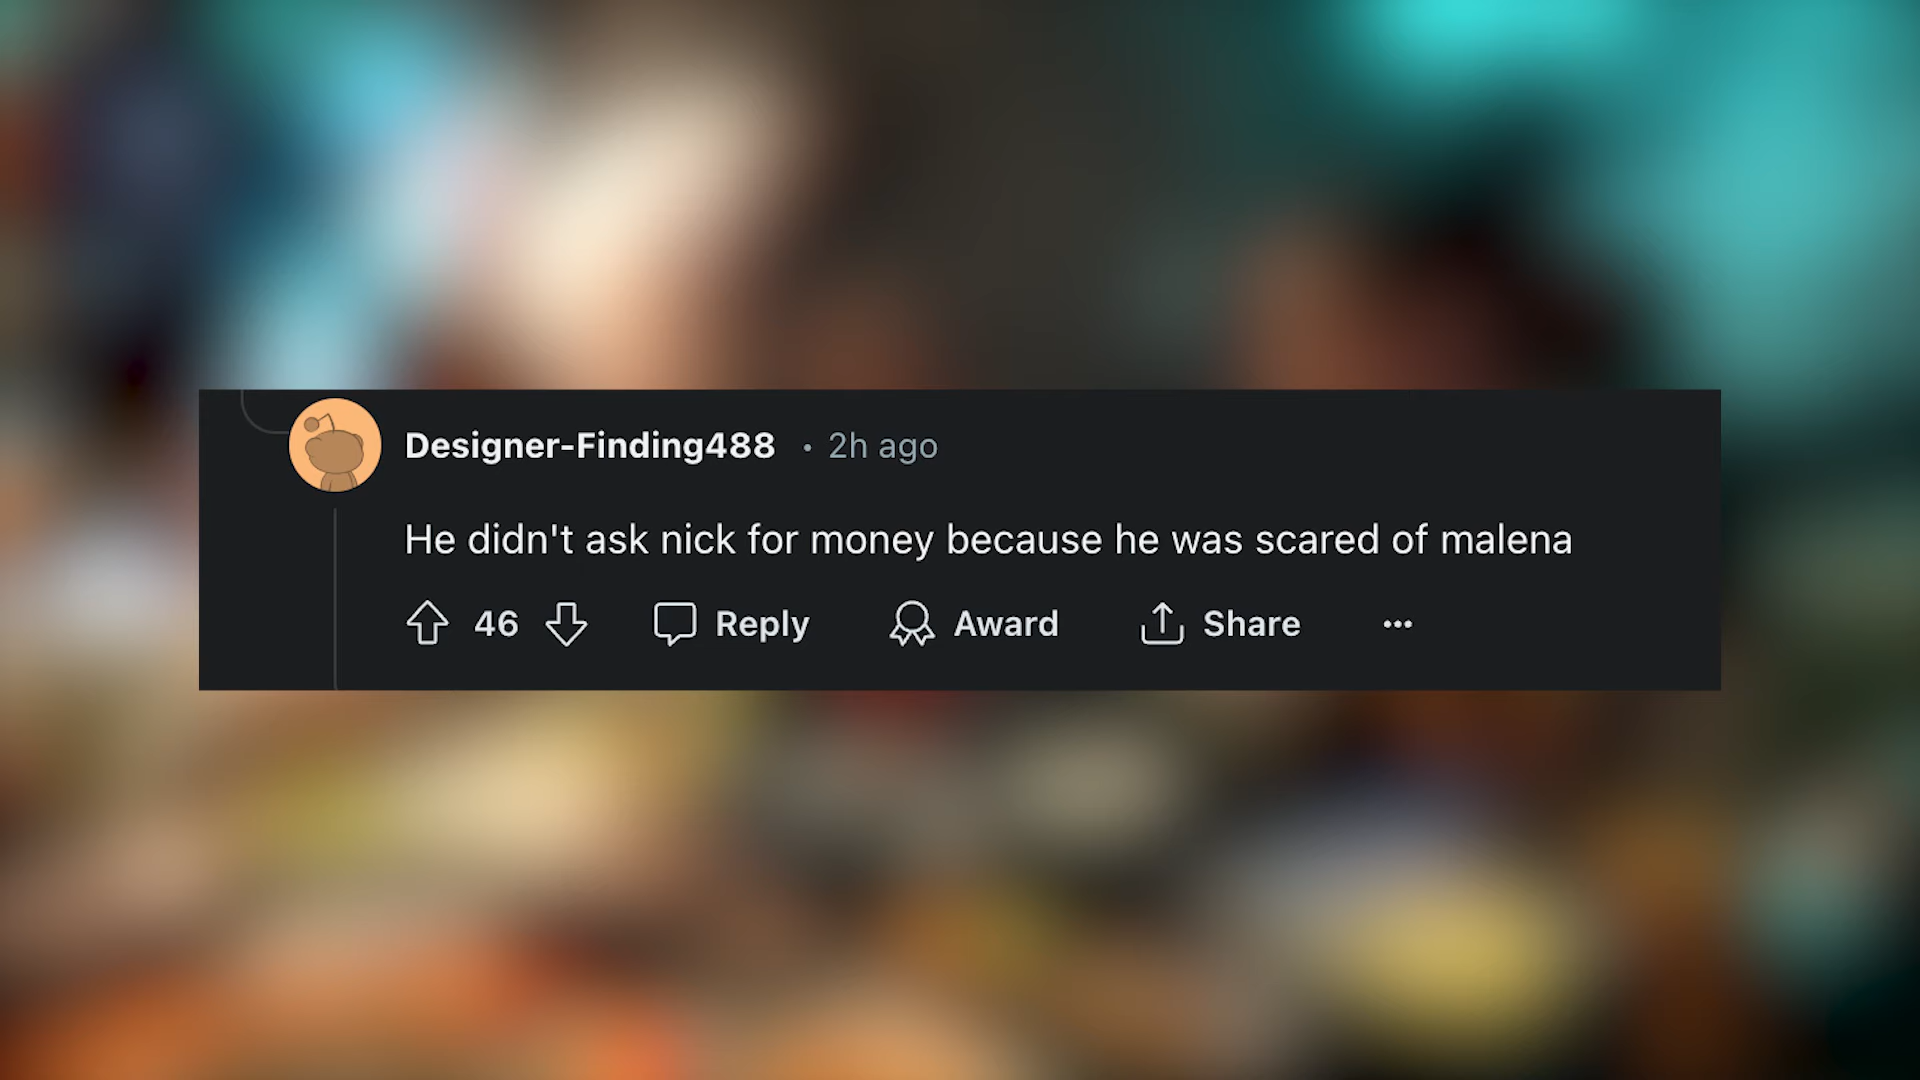 Designer-Finding488 • 2h ago
He didn't ask nick for money because he was scared of malena
46 Reply Award Share ...